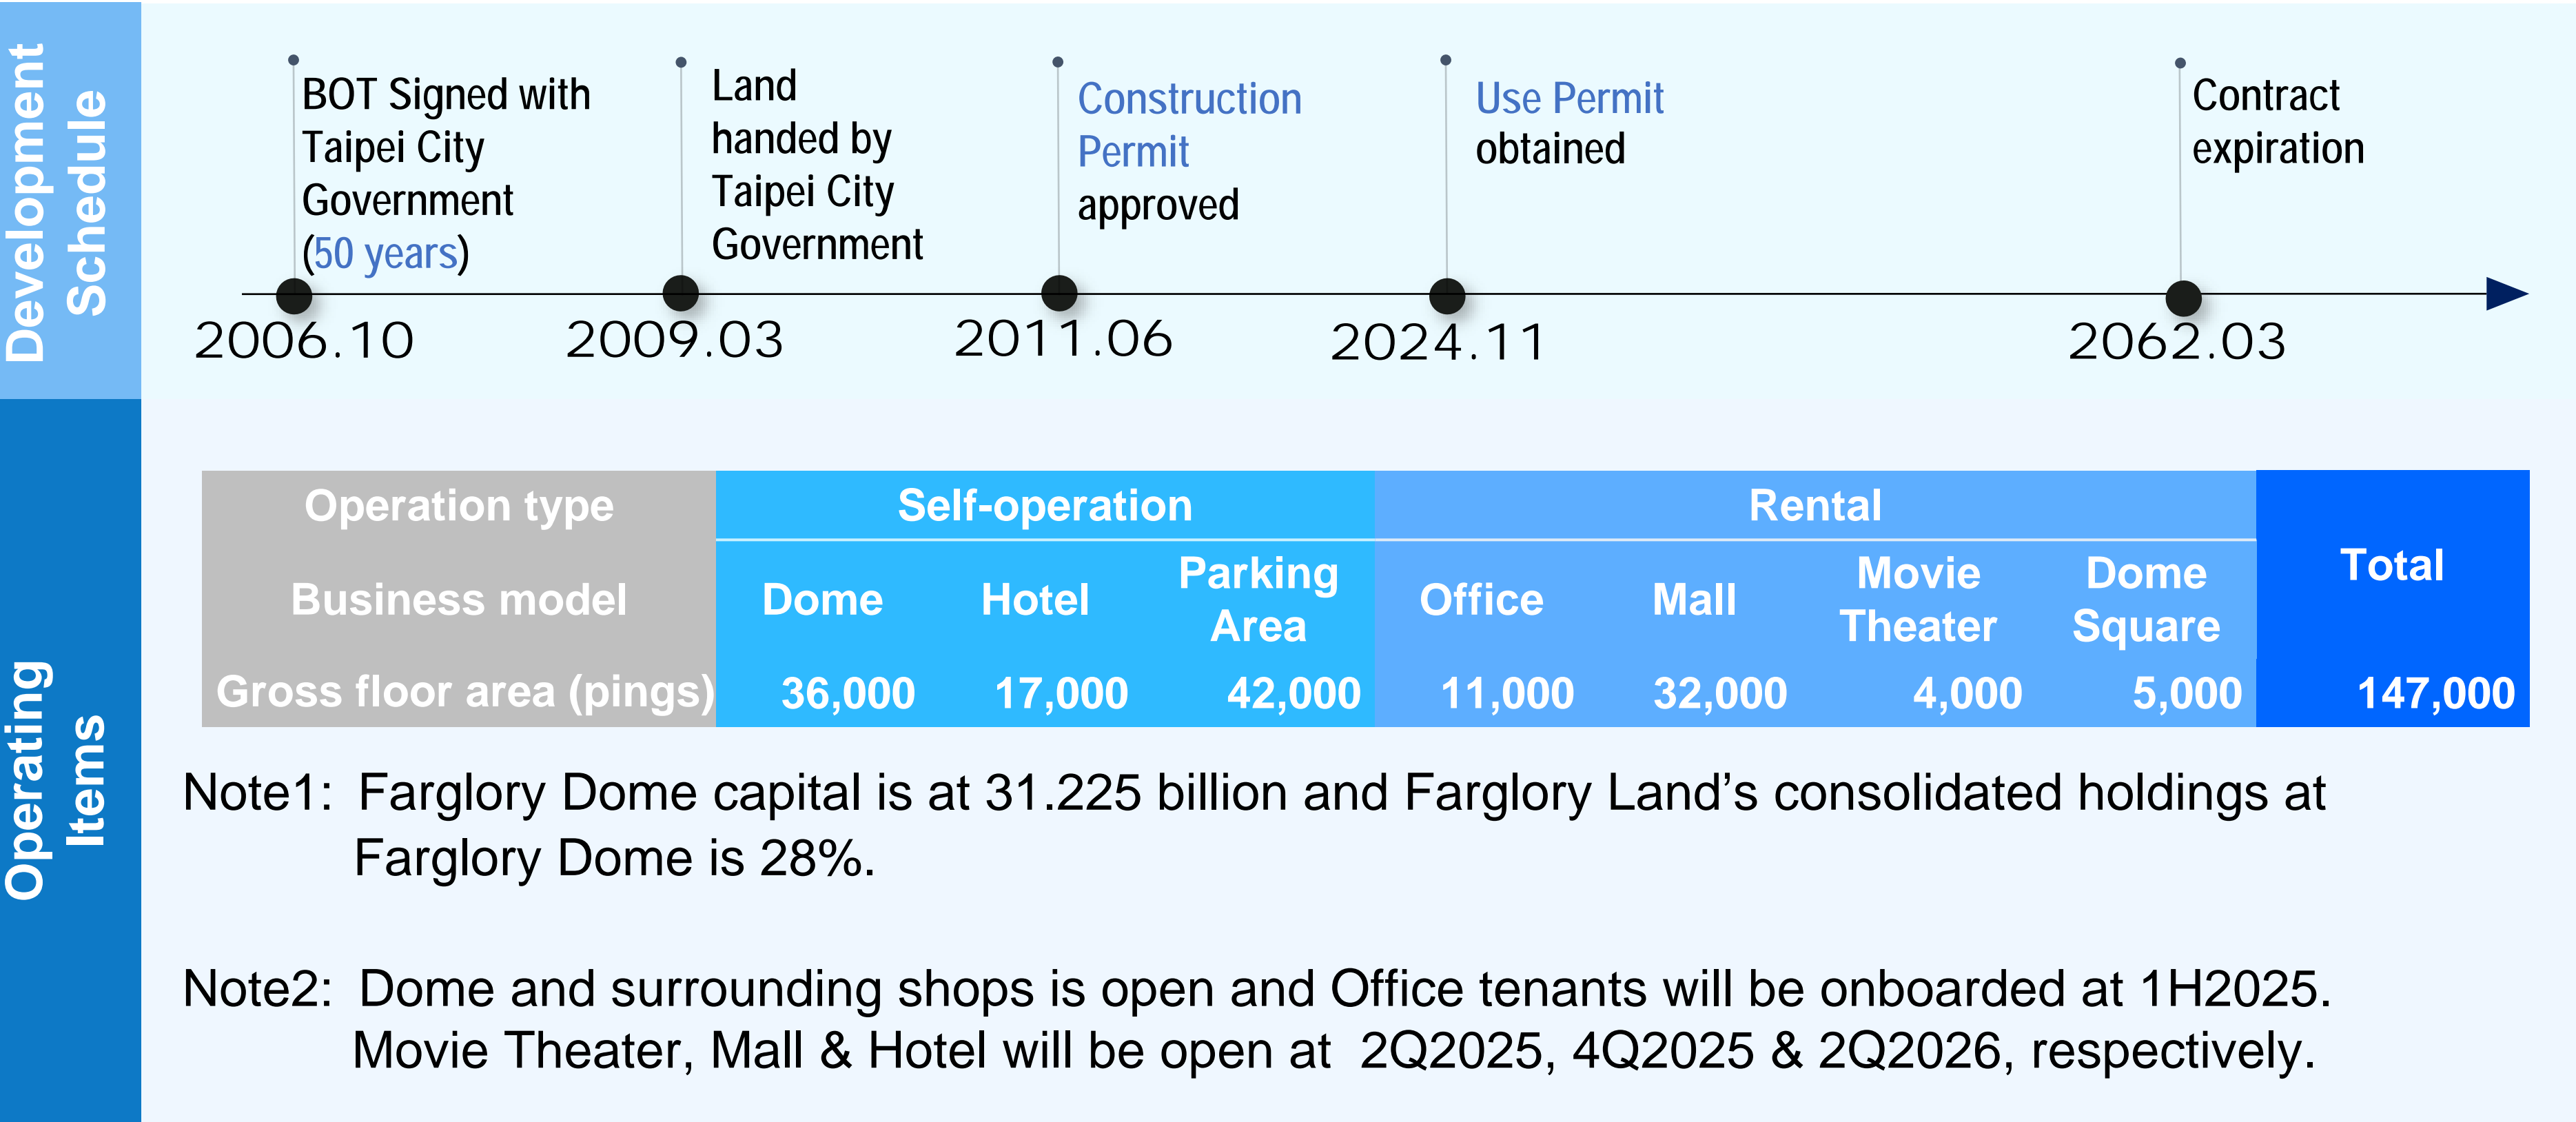 Development
Schedule
BOT Signed with
Taipei City
Government
(50 years)
Land
handed by
Taipei City
Government
Construction
Permit
approved
Use Permit
obtained
Contract
expiration
2006.10
2009.03
2011.06
2024.11
2062.03
Operating
Items
Operation type Self-operation Rental Total
Business model Dome Hotel Parking Area Office Mall Movie Theater Dome Square
Gross floor area (pings) 36,000 17,000 42,000 11,000 32,000 4,000 5,000 147,000
Note1: Farglory Dome capital is at 31.225 billion and Farglory Land’s consolidated holdings at
Farglory Dome is 28%.
Note2: Dome and surrounding shops is open and Office tenants will be onboarded at 1H2025.
Movie Theater, Mall & Hotel will be open at 2Q2025, 4Q2025 & 2Q2026, respectively.